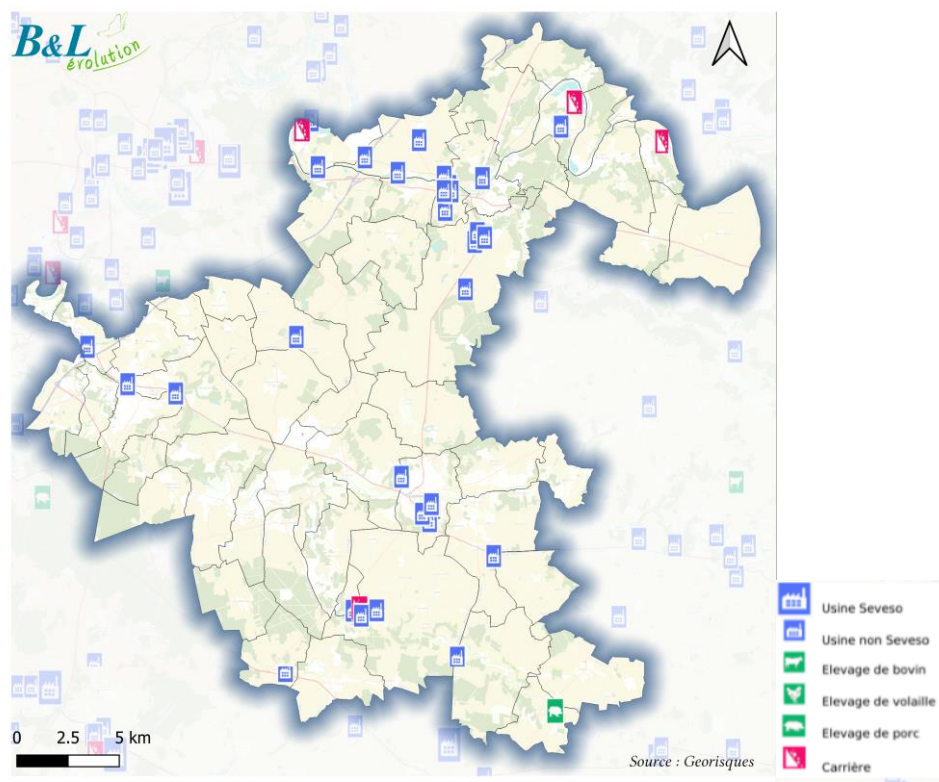 B&L
évolution
0 2.5 5 km
Source : Georisques
Usine Seveso
Usine non Seveso
Elevage de bovin
Elevage de volaille
Elevage de porc
Carrière